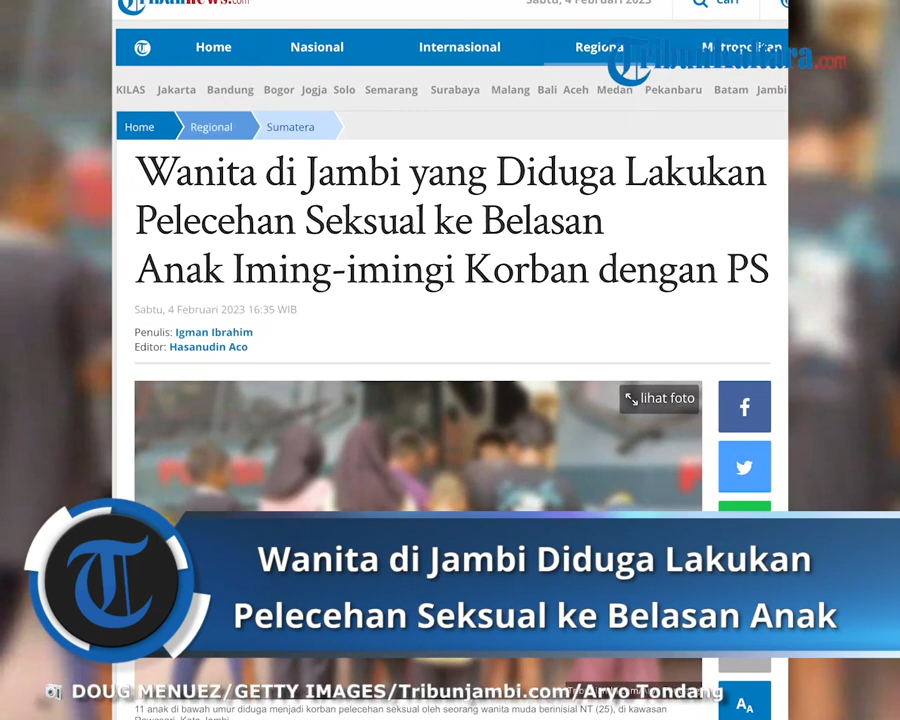 Tribunnews.com
Sabtu, 4 Februari 2023
Cari
Home Nasional Internasional Regional Metropolitan
TribunKaltara.com
KILAS Jakarta Bandung Bogor Jogja Solo Semarang Surabaya Malang Bali Aceh Medan Pekanbaru Batam Jambi
Home Regional Sumatera
Wanita di Jambi yang Diduga Lakukan
Pelecehan Seksual ke Belasan
Anak Iming-imingi Korban dengan PS
Sabtu, 4 Februari 2023 16:35 WIB
Penulis: Igman Ibrahim
Editor: Hasanudin Aco
lihat foto
Wanita di Jambi Diduga Lakukan
Pelecehan Seksual ke Belasan Anak
DOUG MENUEZ/GETTY IMAGES/Tribunjambi.com/Aryo Tondang
11 anak di bawah umur diduga menjadi korban pelecehan seksual oleh seorang wanita muda berinisial NT (25), di kawasan
AA